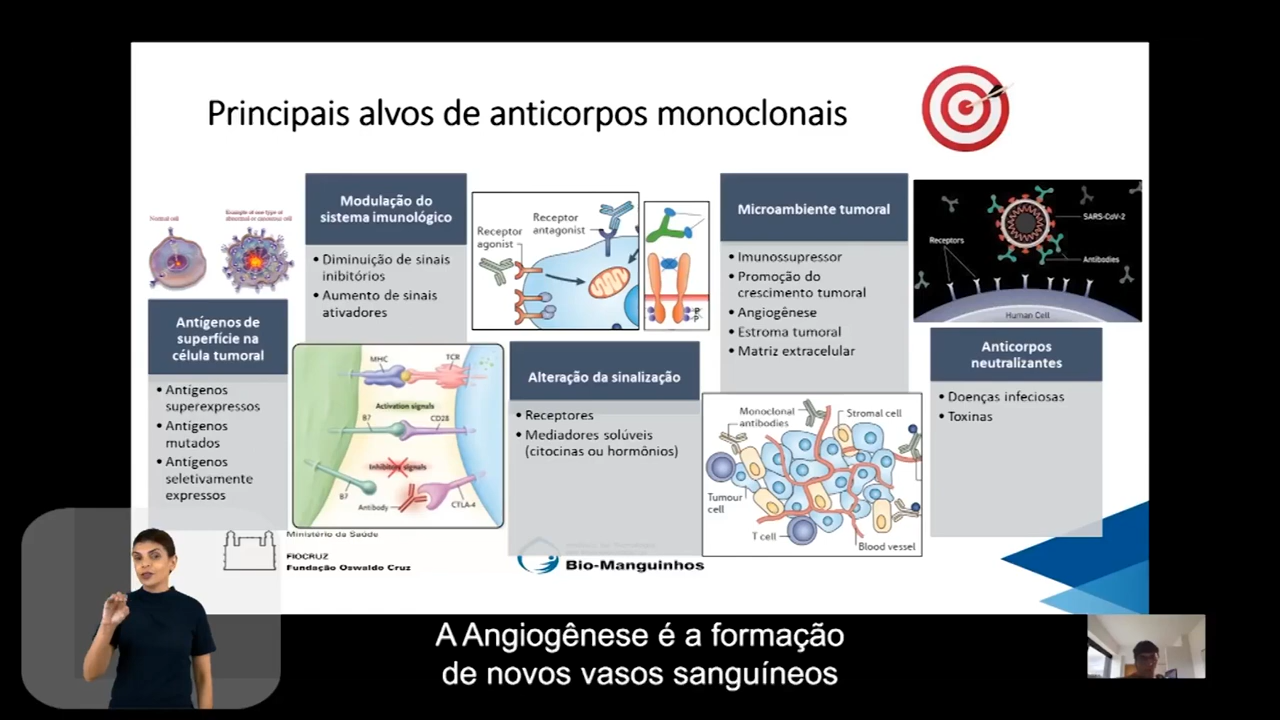 Principais alvos de anticorpos monoclonais
Normal cell
Example of one type of
abnormal or cancerous cell
Antígenos de
superfície na
célula tumoral
• Antígenos
superexpressos
• Antígenos
mutados
• Antígenos
seletivamente
expressos
Modulação do
sistema imunológico
• Diminuição de sinais
inibitórios
• Aumento de sinais
ativadores
MHC
TCR
Activation signals
B7
CD28
Inhibitory signals
B7
Antibody
CTLA-4
Receptor
antagonist
Receptor
agonist
P
P
Alteração da sinalização
• Receptores
• Mediadores solúveis
(citocinas ou hormônios)
Microambiente tumoral
• Imunossupressor
• Promoção do
crescimento tumoral
• Angiogênese
• Estroma tumoral
• Matriz extracelular
Monoclonal
antibodies
Stromal cell
Tumour
cell
T cell
Blood vessel
SARS-CoV-2
Receptors
Antibodies
Human Cell
Anticorpos
neutralizantes
• Doenças infeciosas
• Toxinas
Ministério da Saúde
FIOCRUZ
Fundação Oswaldo Cruz
Bio-Manguinhos
A Angiogênese é a formação
de novos vasos sanguíneos